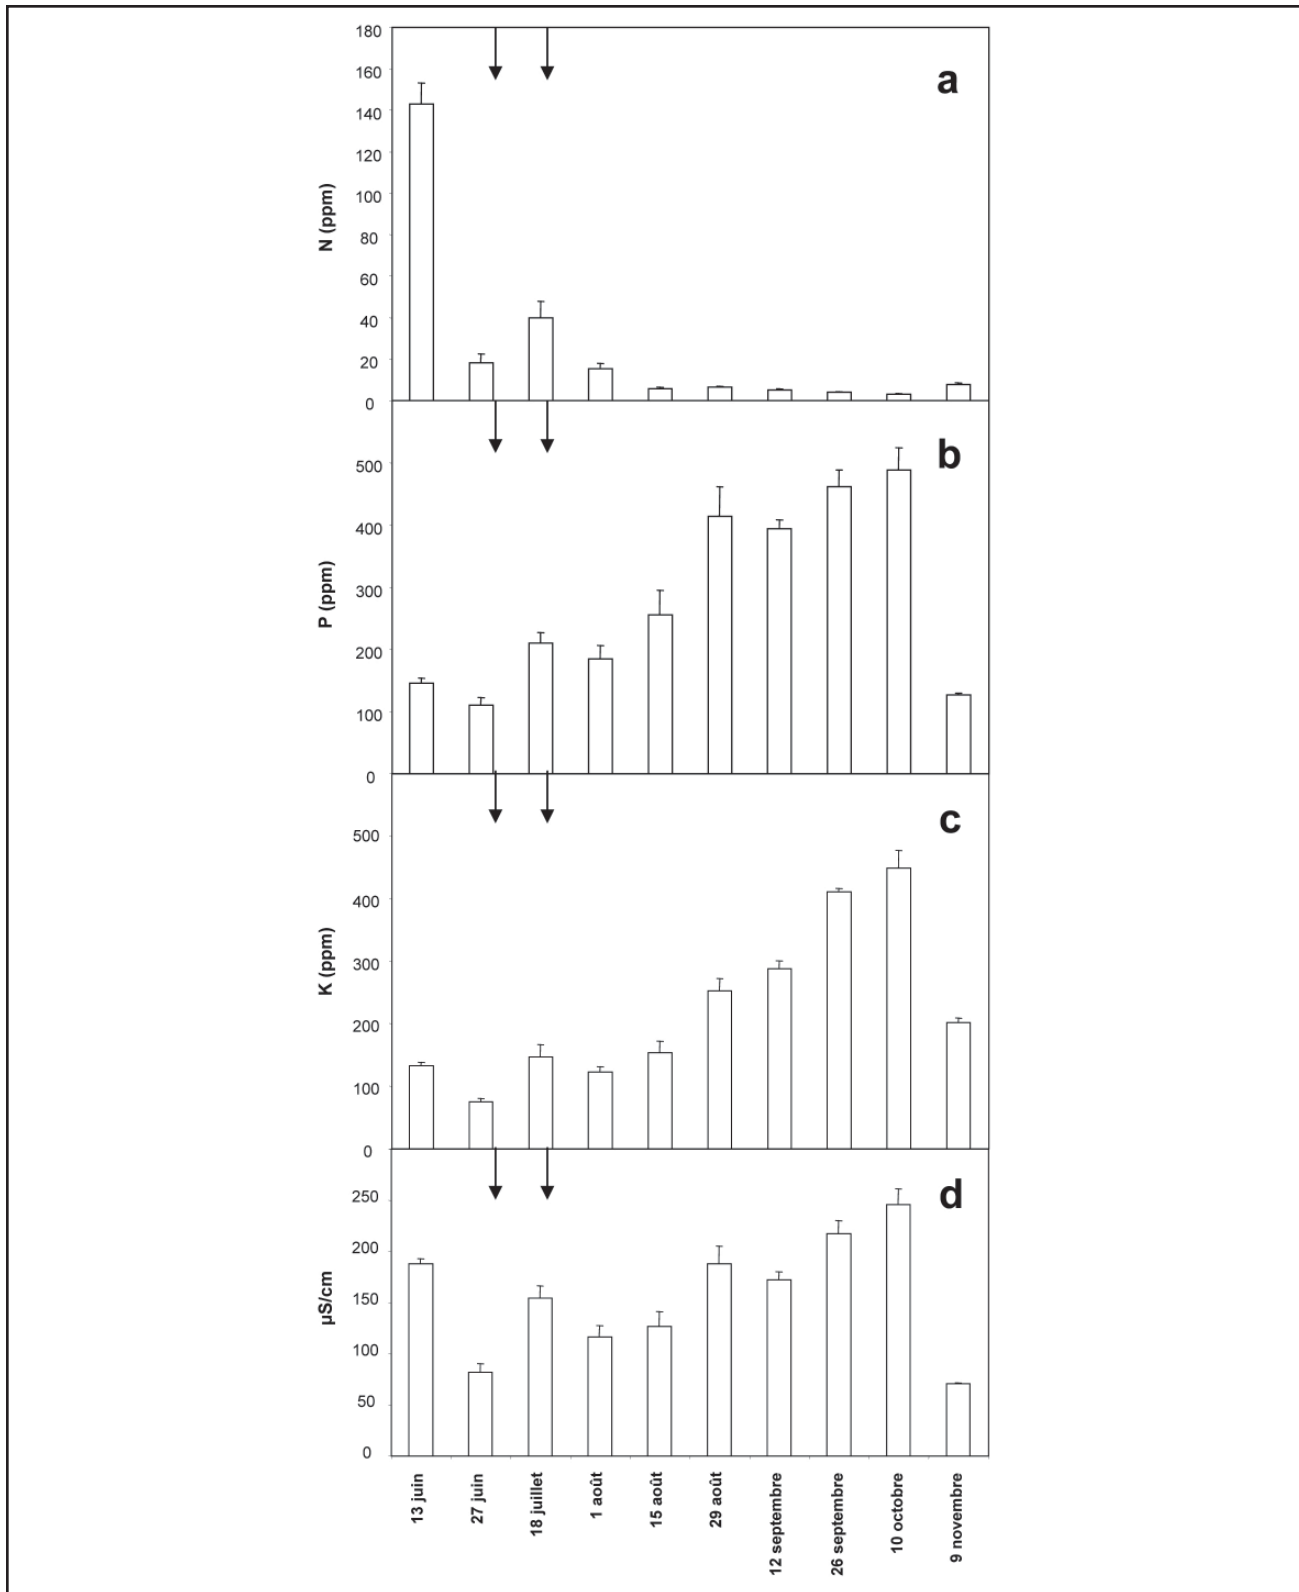 180
160
140
120
100
80
60
40
20
0
N (ppm)
a
500
400
300
200
100
0
P (ppm)
b
500
400
300
200
100
0
K (ppm)
c
250
200
150
100
50
0
µS/cm
d
13 juin
27 juin
18 juillet
1 août
15 août
29 août
12 septembre
26 septembre
10 octobre
9 novembre